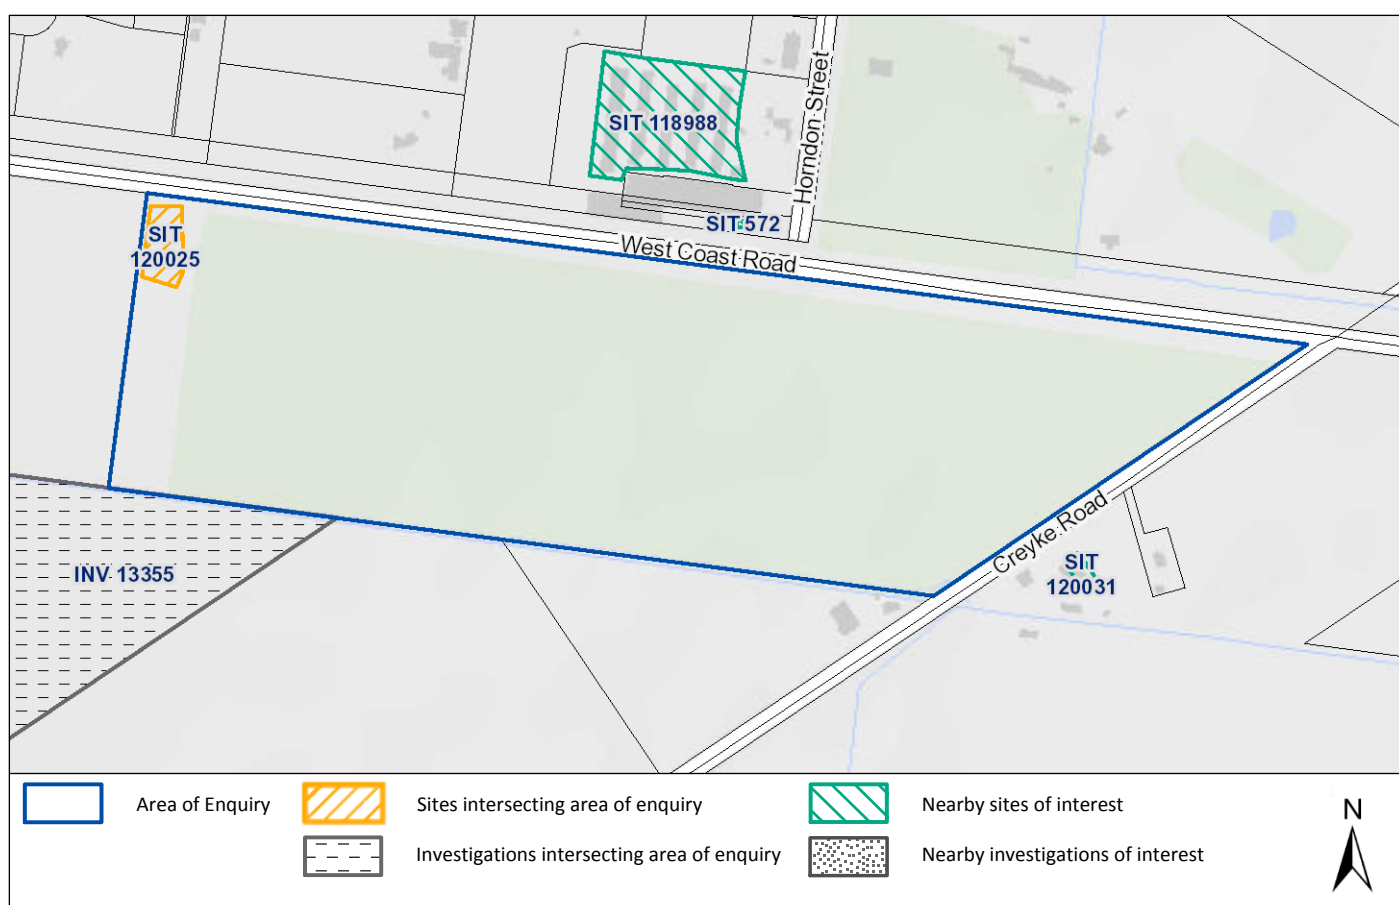 SIT 118988
Horndon Street
SIT 572
SIT
120025
West Coast Road
INV 13355
Creyke Road
SIT
120031
Area of Enquiry
Sites intersecting area of enquiry
Nearby sites of interest
Investigations intersecting area of enquiry
Nearby investigations of interest
N